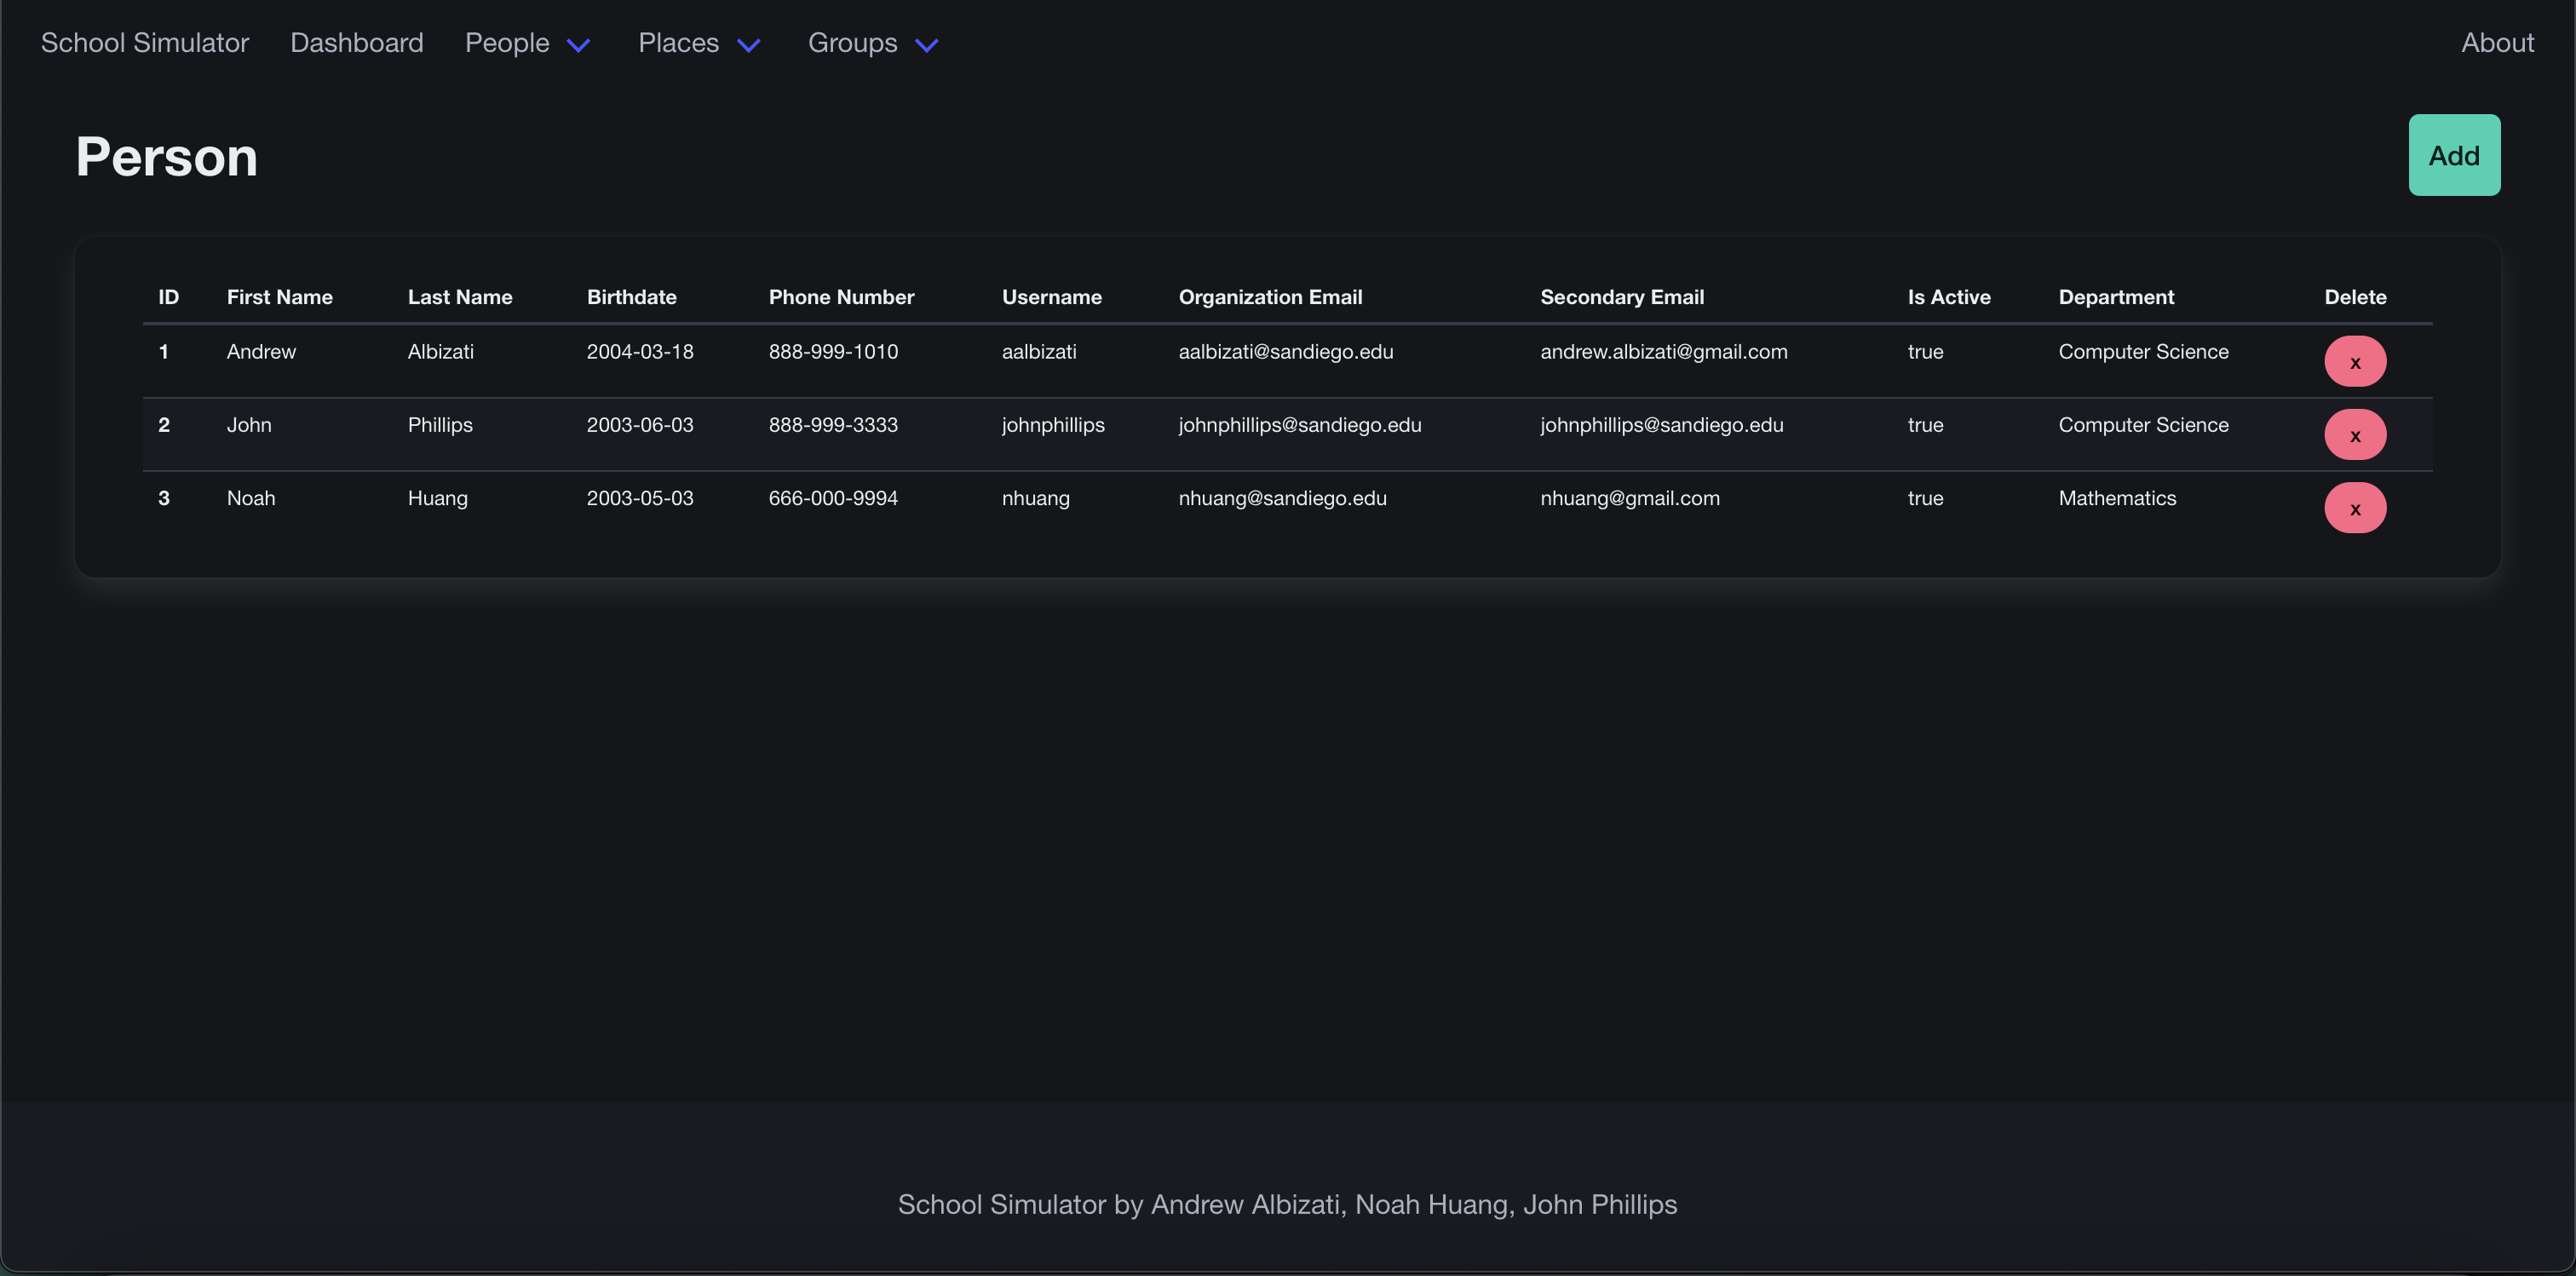 School Simulator Dashboard People Places Groups About
Person Add
ID First Name Last Name Birthdate Phone Number Username Organization Email Secondary Email Is Active Department Delete
1 Andrew Albizati 2004-03-18 888-999-1010 aalbizati aalbizati@sandiego.edu andrew.albizati@gmail.com true Computer Science x
2 John Phillips 2003-06-03 888-999-3333 johnphillips johnphillips@sandiego.edu johnphillips@sandiego.edu true Computer Science x
3 Noah Huang 2003-05-03 666-000-9994 nhuang nhuang@sandiego.edu nhuang@gmail.com true Mathematics x
School Simulator by Andrew Albizati, Noah Huang, John Phillips